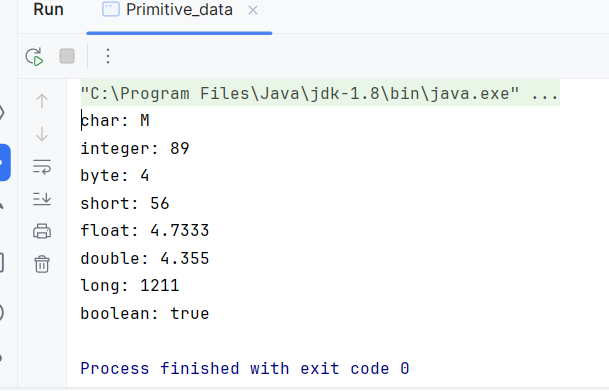 Run Primitive_data
"C:\Program Files\Java\jdk-1.8\bin\java.exe" ...
char: M
integer: 89
byte: 4
short: 56
float: 4.7333
double: 4.355
long: 1211
boolean: true
Process finished with exit code 0